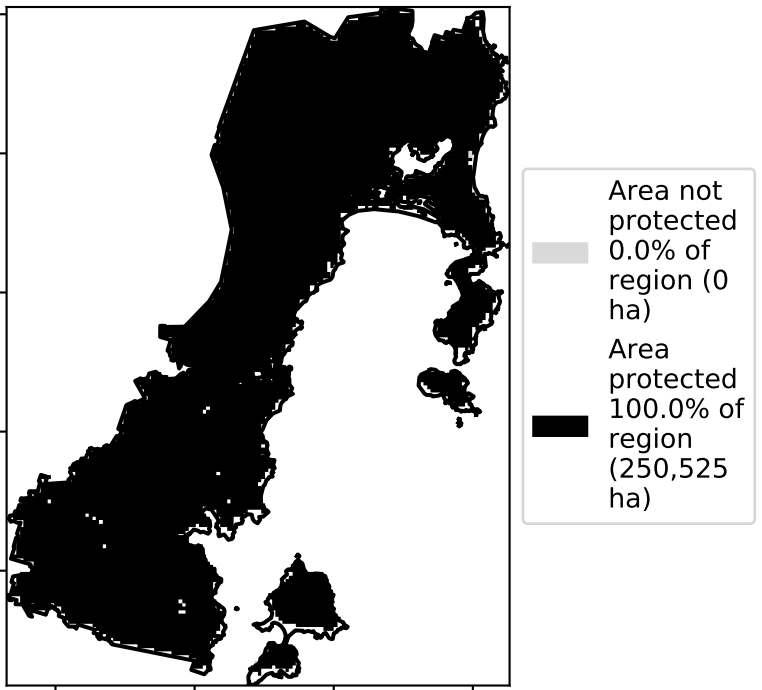 Area not
protected
0.0% of
region (0
ha)
Area
protected
100.0% of
region
(250,525
ha)